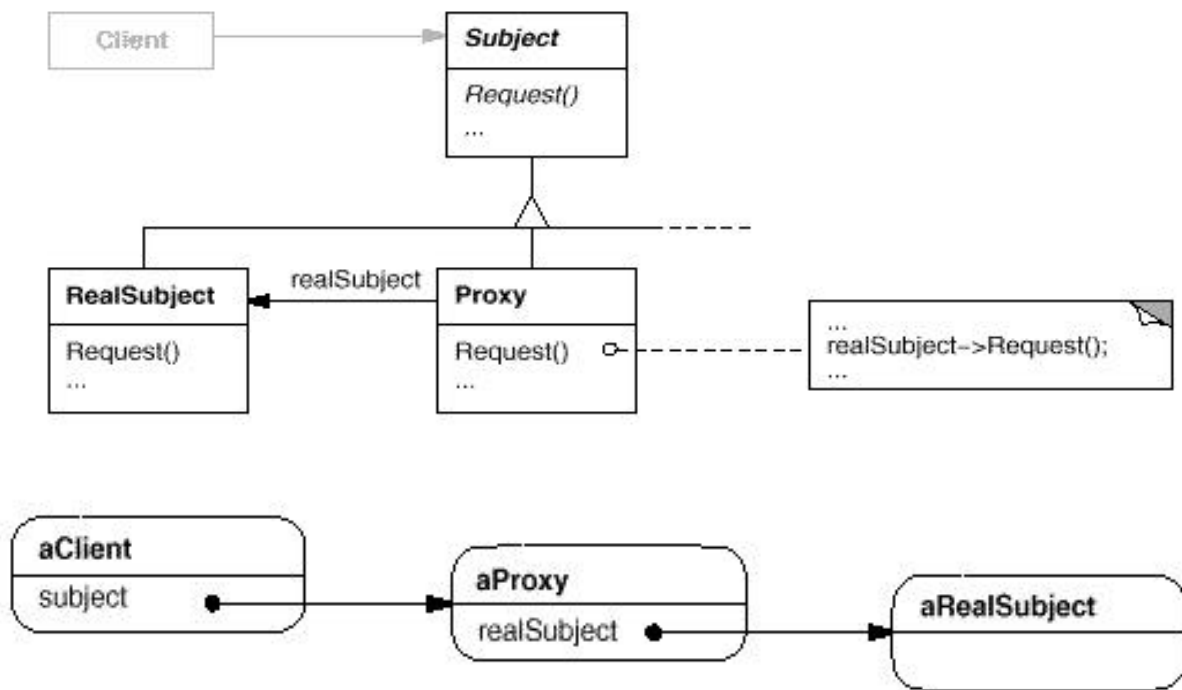 Client
Subject
Request()
...
realSubject
RealSubject
Request()
...
Proxy
Request()
...
...
realSubject->Request();
...
aClient
subject
aProxy
realSubject
aRealSubject